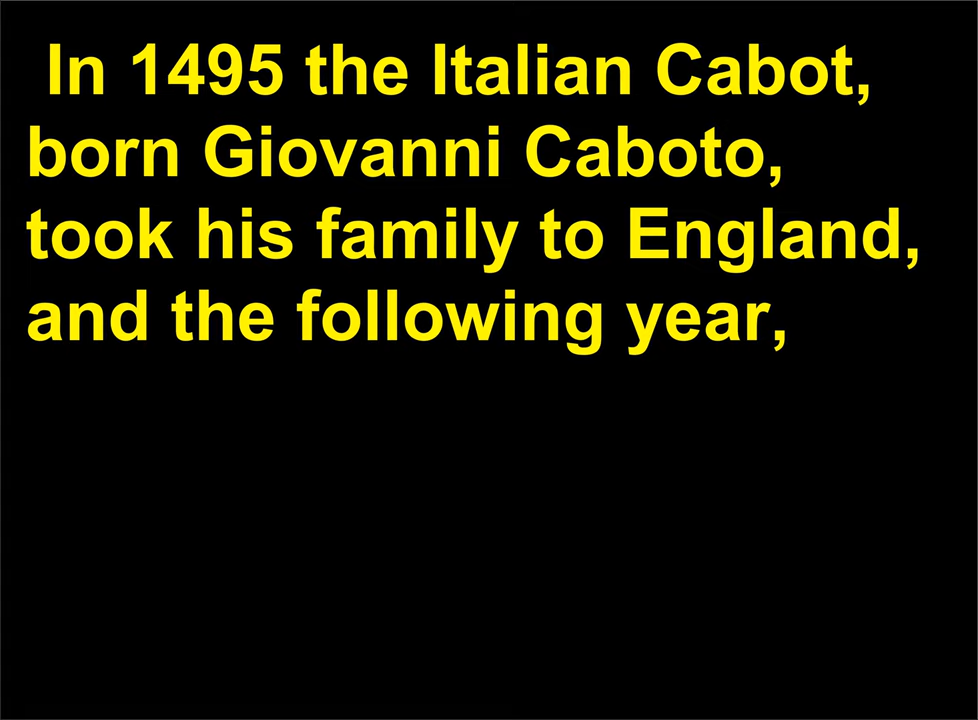 In 1495 the Italian Cabot,
born Giovanni Caboto,
took his family to England,
and the following year,